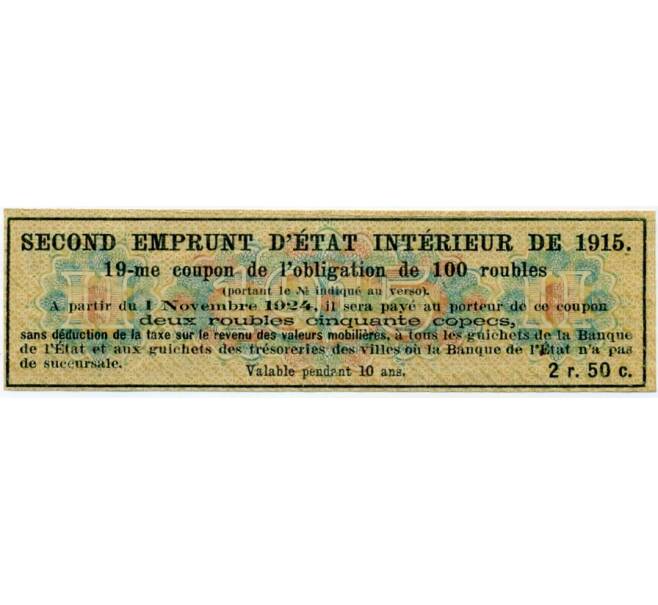 SECOND EMPRUNT D'ÉTAT INTÉRIEUR DE 1915.
19-me coupon de l'obligation de 100 roubles
(portant le № indiqué au verso).
A partir du 1 Novembre 1924, il sera payé au porteur de ce coupon
deux roubles cinquante copecs,
sans déduction de la taxe sur le revenu des valeurs mobilières, à tous les guichets de la Banque
de l'État et aux guichets des trésoreries des villes où la Banque de l'État n'a pas
de succursale.
Valable pendant 10 ans.
2 r. 50 c.